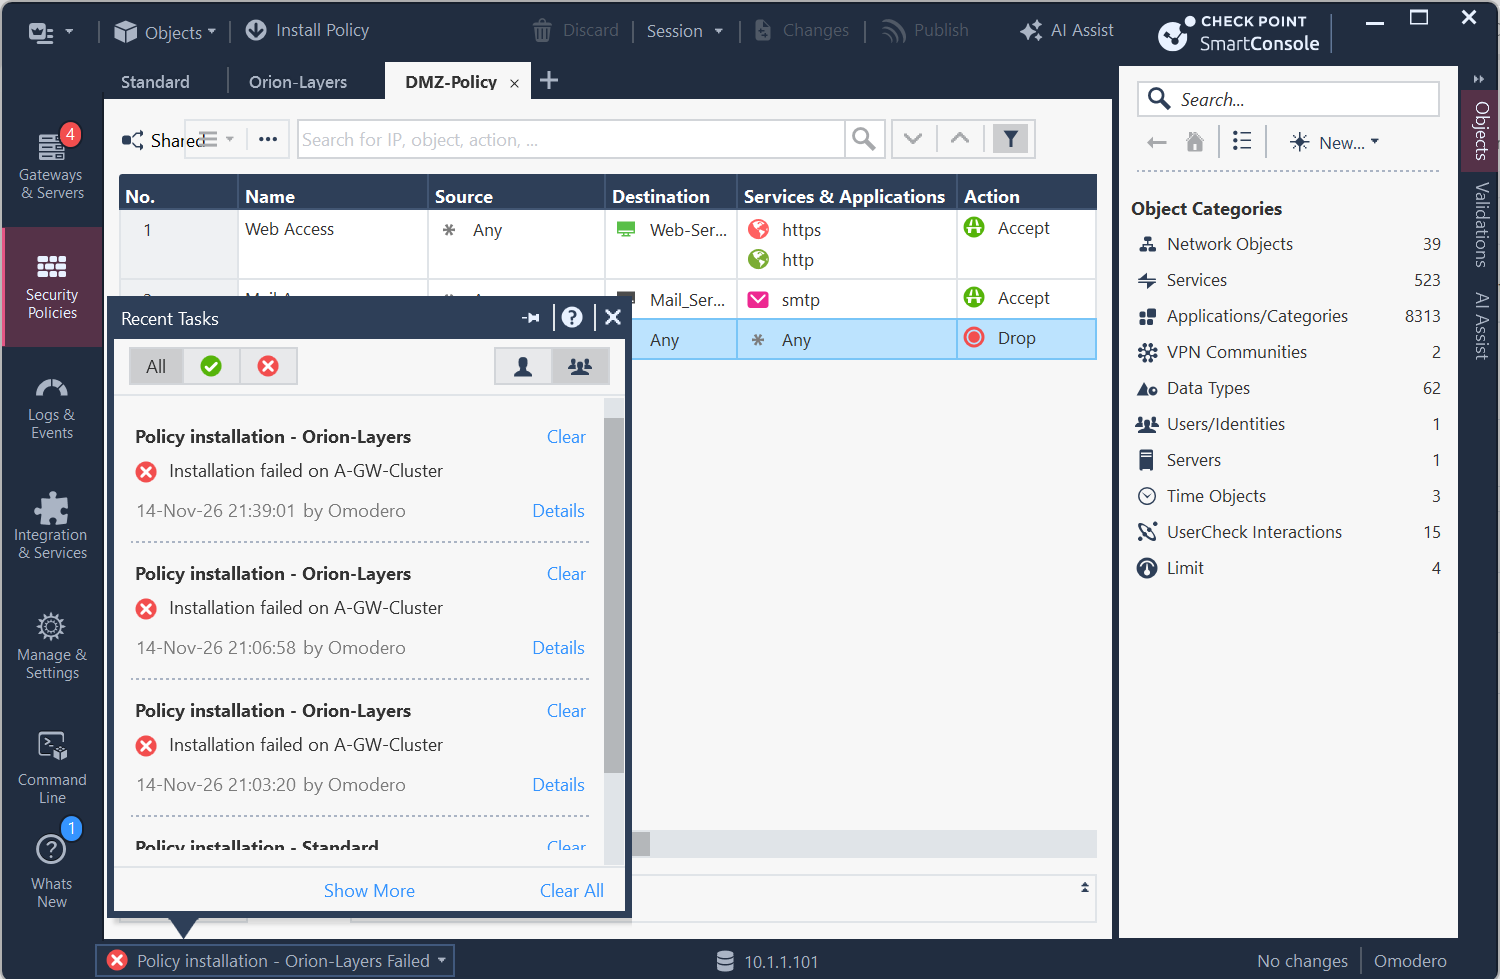 Objects
Install Policy
Discard
Session
Changes
Publish
AI Assist
CHECK POINT
SmartConsole
Standard
Orion-Layers
DMZ-Policy
4
Gateways
& Servers
Security
Policies
Logs &
Events
Integration
& Services
Manage &
Settings
Command
Line
1
Whats
New
Shared
Search for IP, object, action, ...
No. Name Source Destination Services & Applications Action
1 Web Access Any Web-Ser... https Accept
http
Mail_Ser... smtp Accept
Any Any Drop
Recent Tasks
All
Policy installation - Orion-Layers Clear
Installation failed on A-GW-Cluster
14-Nov-26 21:39:01 by Omodero Details
Policy installation - Orion-Layers Clear
Installation failed on A-GW-Cluster
14-Nov-26 21:06:58 by Omodero Details
Policy installation - Orion-Layers Clear
Installation failed on A-GW-Cluster
14-Nov-26 21:03:20 by Omodero Details
Policy installation - Standard Clear
Show More Clear All
Search...
New...
Object Categories
Network Objects 39
Services 523
Applications/Categories 8313
VPN Communities 2
Data Types 62
Users/Identities 1
Servers 1
Time Objects 3
UserCheck Interactions 15
Limit 4
Objects
Validations
AI Assist
Policy installation - Orion-Layers Failed
10.1.1.101
No changes
Omodero